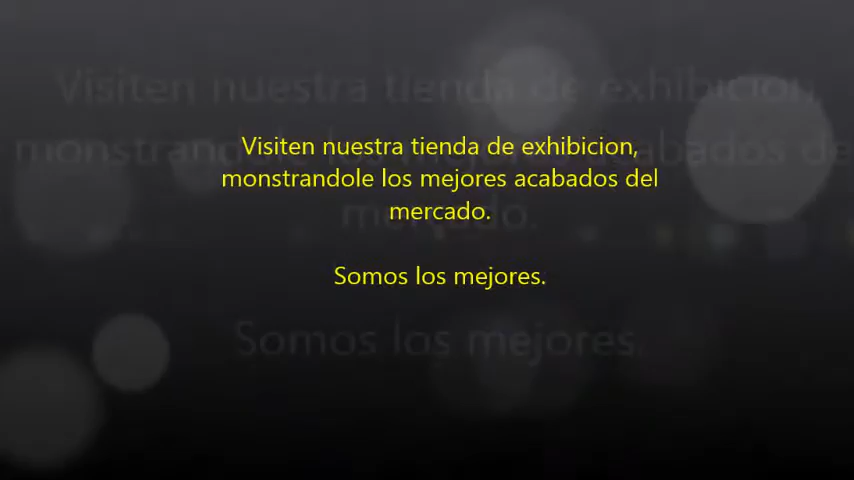 Visiten nuestra tienda de exhibicion,
monstrandole los mejores acabados del
mercado.
Somos los mejores.